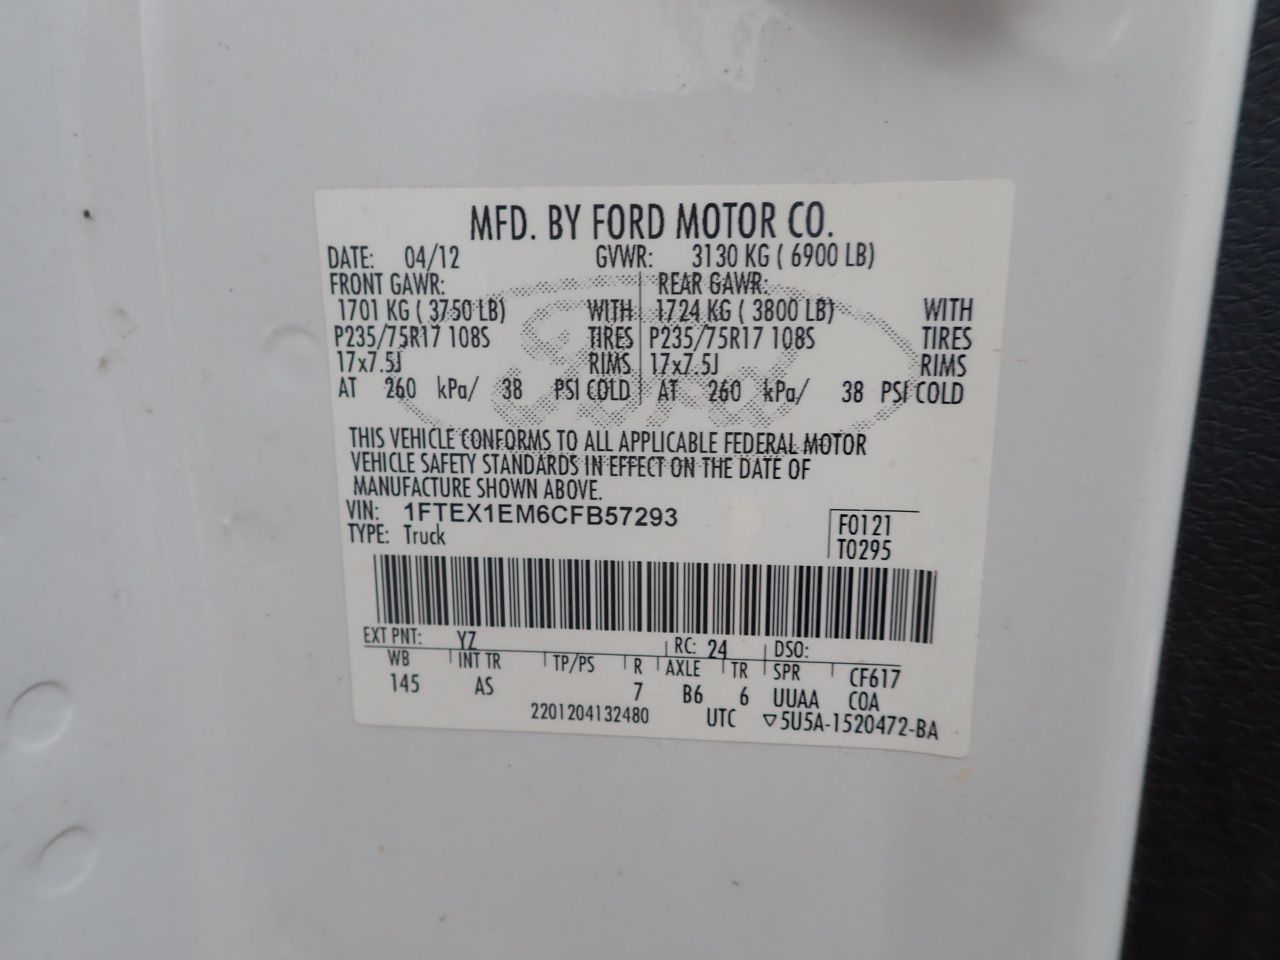 MFD. BY FORD MOTOR CO.
DATE: 04/12 GVWR: 3130 KG ( 6900 LB)
FRONT GAWR: REAR GAWR:
1701 KG ( 3750 LB) WITH 1724 KG ( 3800 LB) WITH
P235/75R17 108S TIRES P235/75R17 108S TIRES
17x7.5J RIMS 17x7.5J RIMS
AT 260 kPa/ 38 PSI COLD AT 260 kPa/ 38 PSI COLD
Ford
THIS VEHICLE CONFORMS TO ALL APPLICABLE FEDERAL MOTOR
VEHICLE SAFETY STANDARDS IN EFFECT ON THE DATE OF
MANUFACTURE SHOWN ABOVE.
VIN: 1FTEX1EM6CFB57293 F0121
TYPE: Truck T0295
EXT PNT: YZ RC: 24 DSO:
WB INT TR TP/PS R AXLE TR SPR CF617
145 AS 7 B6 6 UUAA COA
2201204132480 UTC ▽5U5A-1520472-BA